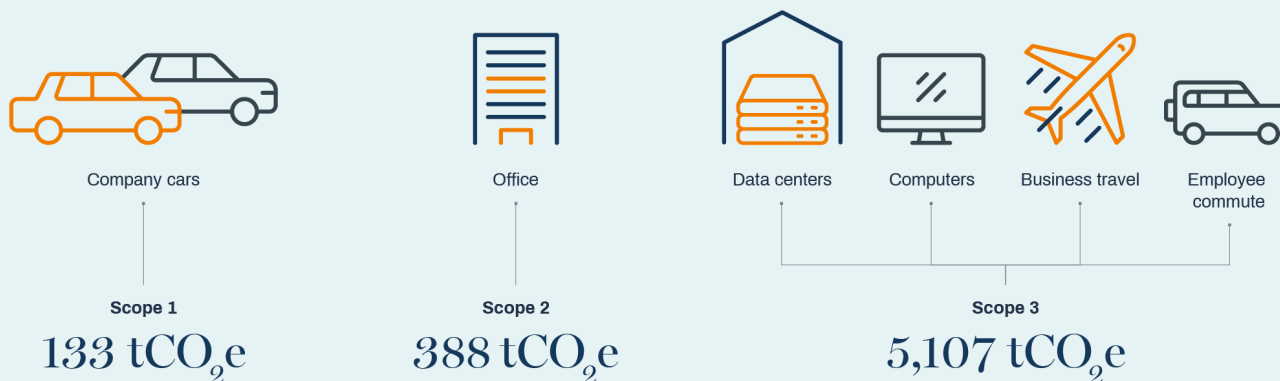 Company cars
Office
Data centers
Computers
Business travel
Employee
commute
Scope 1
Scope 2
Scope 3
133 tCO₂e
388 tCO₂e
5,107 tCO₂e